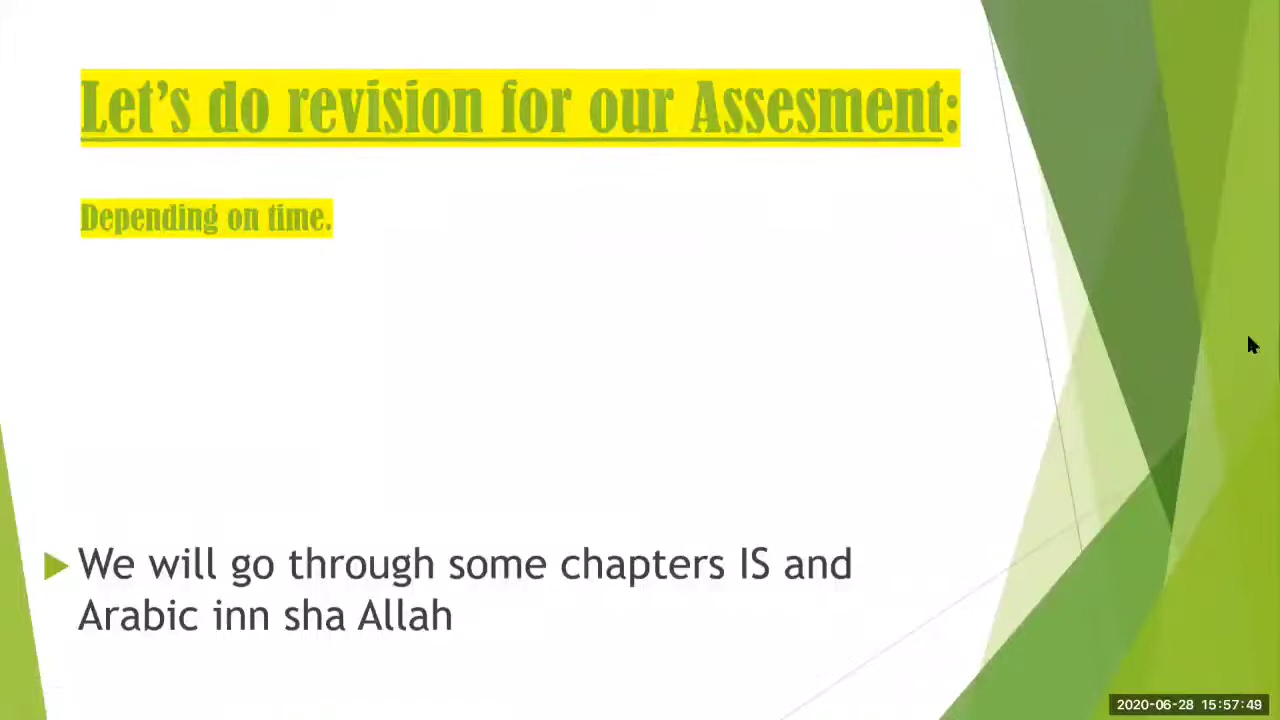 Let's do revision for our Assesment:
Depending on time.
We will go through some chapters IS and
Arabic inn sha Allah
2020-06-28 15:57:49